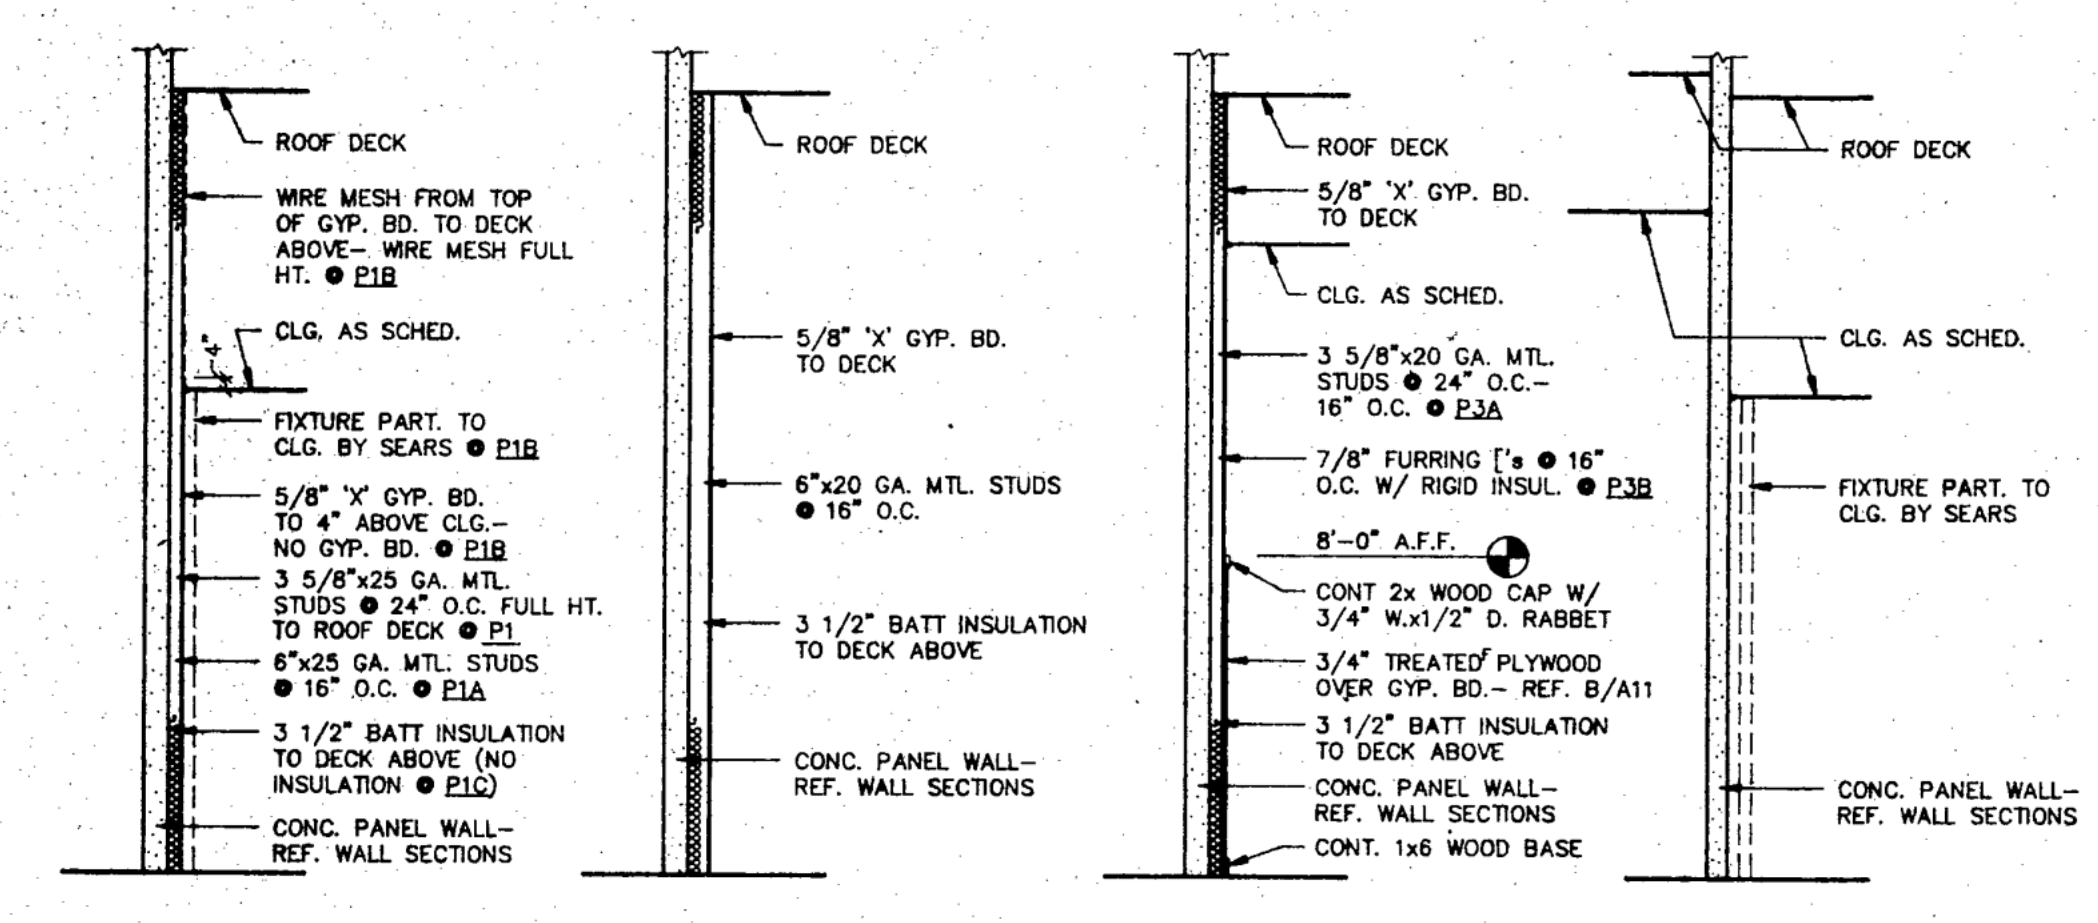 ROOF DECK
WIRE MESH FROM TOP
OF GYP. BD. TO DECK
ABOVE- WIRE MESH FULL
HT. @ P1B
CLG. AS SCHED.
4"
FIXTURE PART. TO
CLG. BY SEARS @ P1B
5/8" 'X' GYP. BD.
TO 4" ABOVE CLG.-
NO GYP. BD. @ P1B
3 5/8"x25 GA. MTL.
STUDS @ 24" O.C. FULL HT.
TO ROOF DECK @ P1
6"x25 GA. MTL. STUDS
@ 16" O.C. @ P1A
3 1/2" BATT INSULATION
TO DECK ABOVE (NO
INSULATION @ P1C)
CONC. PANEL WALL-
REF. WALL SECTIONS
ROOF DECK
5/8" 'X' GYP. BD.
TO DECK
6"x20 GA. MTL. STUDS
@ 16" O.C.
3 1/2" BATT INSULATION
TO DECK ABOVE
CONC. PANEL WALL-
REF. WALL SECTIONS
ROOF DECK
5/8" 'X' GYP. BD.
TO DECK
CLG. AS SCHED.
3 5/8"x20 GA. MTL.
STUDS @ 24" O.C.-
16" O.C. @ P3A
7/8" FURRING ['s @ 16"
O.C. W/ RIGID INSUL. @ P3B
8'-0" A.F.F.
CONT 2x WOOD CAP W/
3/4" W.x1/2" D. RABBET
3/4" TREATED PLYWOOD
OVER GYP. BD.- REF. B/A11
3 1/2" BATT INSULATION
TO DECK ABOVE
CONC. PANEL WALL-
REF. WALL SECTIONS
CONT. 1x6 WOOD BASE
ROOF DECK
CLG. AS SCHED.
FIXTURE PART. TO
CLG. BY SEARS
CONC. PANEL WALL-
REF. WALL SECTIONS